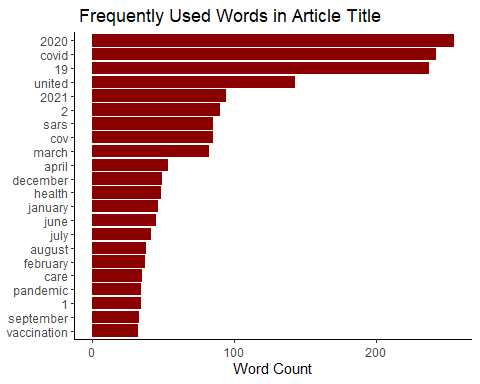 Frequently Used Words in Article Title
2020
covid
19
united
2021
2
sars
cov
march
april
december
health
january
june
july
august
february
care
pandemic
1
september
vaccination
0 100 200
Word Count